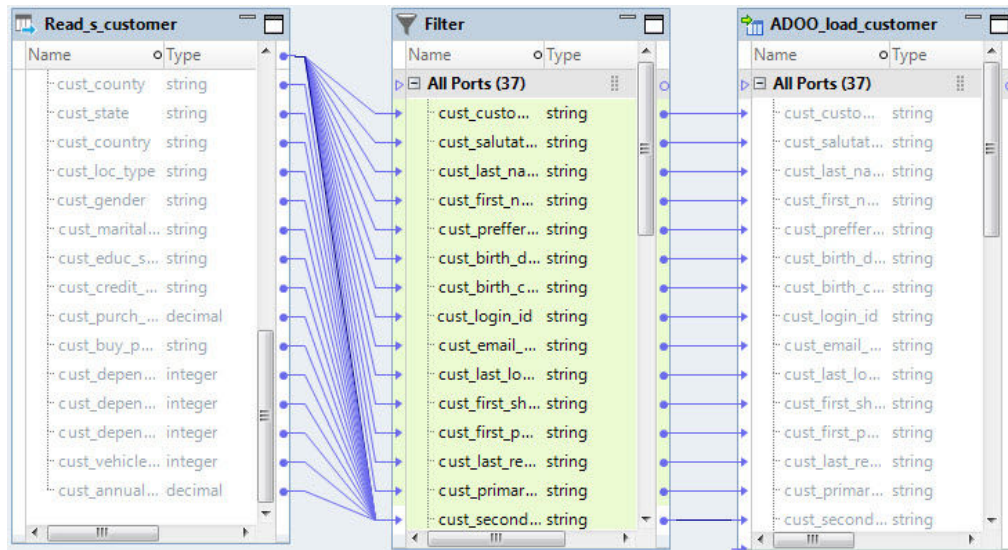 Read_s_customer
Name Type
cust_county string
cust_state string
cust_country string
cust_loc_type string
cust_gender string
cust_marital... string
cust_educ_s... string
cust_credit_... string
cust_purch_... decimal
cust_buy_p... string
cust_depen... integer
cust_depen... integer
cust_depen... integer
cust_vehicle... integer
cust_annual... decimal
Filter
Name Type
All Ports (37)
cust_custo... string
cust_salutat... string
cust_last_na... string
cust_first_n... string
cust_preffer... string
cust_birth_d... string
cust_birth_c... string
cust_login_id string
cust_email_... string
cust_last_lo... string
cust_first_sh... string
cust_first_p... string
cust_last_re... string
cust_primar... string
cust_second... string
ADOO_load_customer
Name Type
All Ports (37)
cust_custo... string
cust_salutat... string
cust_last_na... string
cust_first_n... string
cust_preffer... string
cust_birth_d... string
cust_birth_c... string
cust_login_id string
cust_email_... string
cust_last_lo... string
cust_first_sh... string
cust_first_p... string
cust_last_re... string
cust_primar... string
cust_second... string